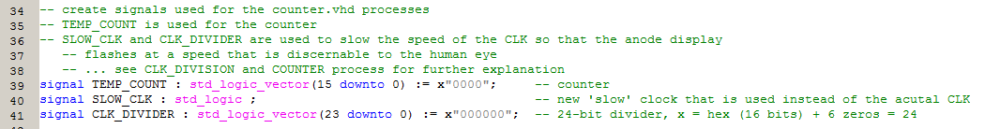 34 -- create signals used for the counter.vhd processes
35 -- TEMP_COUNT is used for the counter
36 -- SLOW_CLK and CLK_DIVIDER are used to slow the speed of the CLK so that the anode display
37 -- flashes at a speed that is discernable to the human eye
38 -- ... see CLK_DIVISION and COUNTER process for further explanation
39 signal TEMP_COUNT : std_logic_vector(15 downto 0) := x"0000"; -- counter
40 signal SLOW_CLK : std_logic ; -- new 'slow' clock that is used instead of the acutal CLK
41 signal CLK_DIVIDER : std_logic_vector(23 downto 0) := x"000000"; -- 24-bit divider, x = hex (16 bits) + 6 zeros = 24